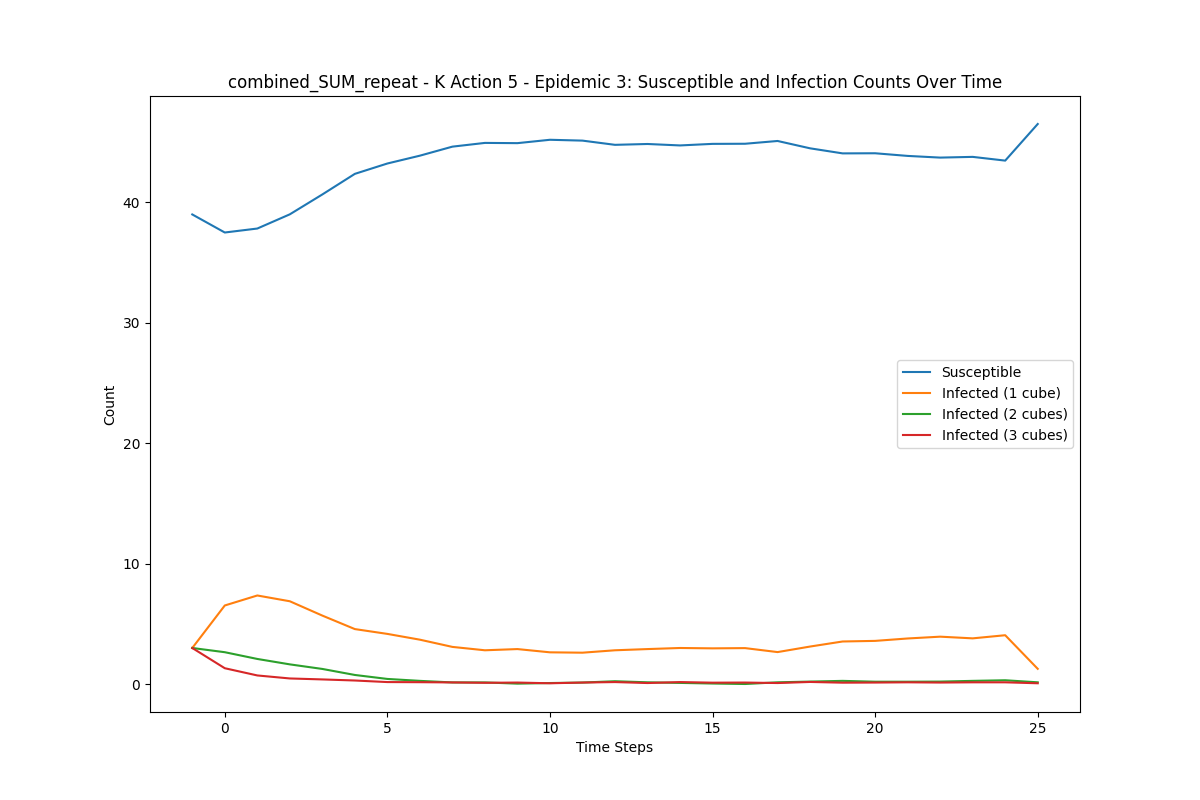 combined_SUM_repeat - K Action 5 - Epidemic 3: Susceptible and Infection Counts Over Time
40
30
20
10
0
Count
Susceptible
Infected (1 cube)
Infected (2 cubes)
Infected (3 cubes)
0 5 10 15 20 25
Time Steps